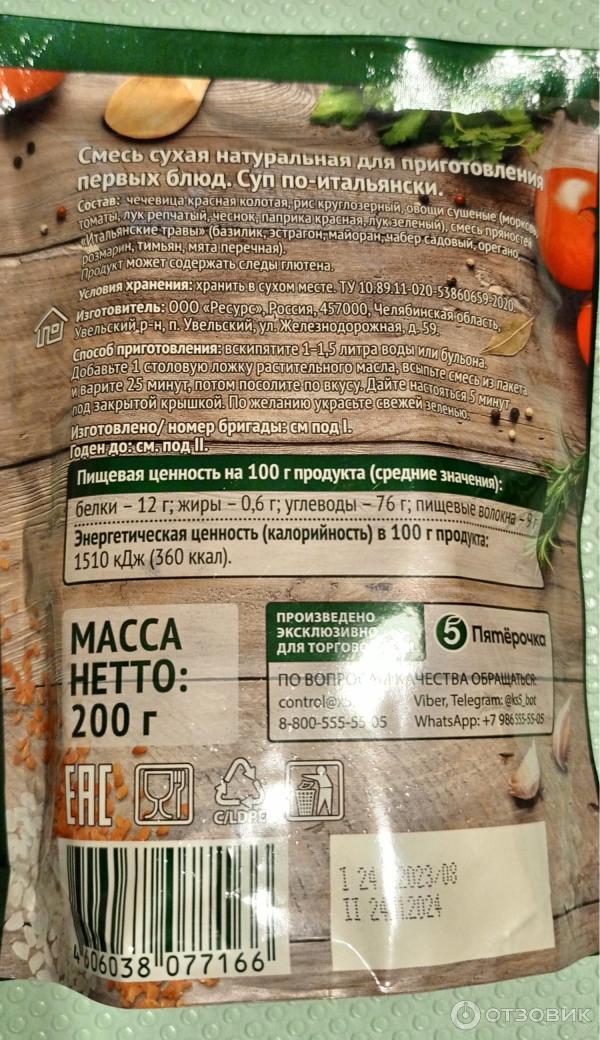 Смесь сухая натуральная для приготовления
первых блюд. Суп по-итальянски.
Состав: чечевица красная колотая, рис круглозерный, овощи сушеные (морковь,
томаты, лук репчатый, чеснок, паприка красная, лук зеленый), смесь пряностей
«Итальянские травы» (базилик, эстрагон, майоран, чабер садовый, орегано,
розмарин, тимьян, мята перечная).
Продукт может содержать следы глютена.
Условия хранения: хранить в сухом месте. ТУ 10.89.11-020-53860659-2020.
Изготовитель: ООО «Ресурс», Россия, 457000, Челябинская область,
Увельский р-н, п. Увельский, ул. Железнодорожная, д. 59.
Способ приготовления: вскипятите 1–1,5 литра воды или бульона.
Добавьте 1 столовую ложку растительного масла, всыпьте смесь из пакета
и варите 25 минут, потом посолите по вкусу. Дайте настояться 5 минут
под закрытой крышкой. По желанию украсьте свежей зеленью.
Изготовлено/ номер бригады: см под I.
Годен до: см. под II.
Пищевая ценность на 100 г продукта (средние значения):
белки – 12 г; жиры – 0,6 г; углеводы – 76 г; пищевые волокна – 9 г.
Энергетическая ценность (калорийность) в 100 г продукта:
1510 кДж (360 ккал).
МАССА
НЕТТО:
200 г
ПРОИЗВЕДЕНО
ЭКСКЛЮЗИВНО
ДЛЯ
5 Пятёрочка
ПО ВОПРОСАМ КАЧЕСТВА ОБРАЩАТЬСЯ:
Viber, Telegram: @ks5_bot
8-800-555-55-05 WhatsApp: +7 986 555-55-05
EAC
C/LDPE
I 24 2023/08
II 24 2024
4 606038 077166
ОТЗОВИК